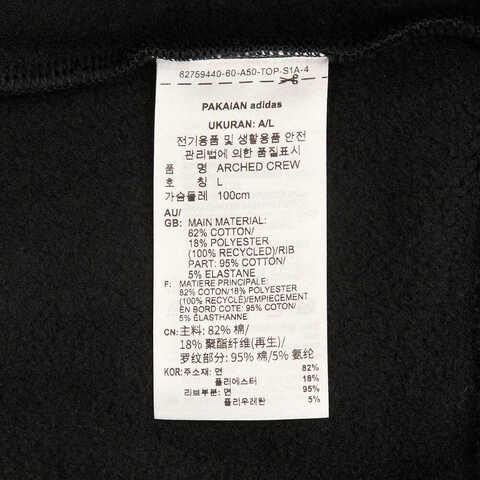 62759440-60-A50-TOP-S1A-4
PAKAIAN adidas
UKURAN: A/L
전기용품 및 생활용품 안전
관리법에 의한 품질표시
품 명 ARCHED CREW
호 칭 L
가슴둘레 100cm
AU/
GB: MAIN MATERIAL:
82% COTTON/
18% POLYESTER
(100% RECYCLED)/RIB
PART: 95% COTTON/
5% ELASTANE
F: MATIERE PRINCIPALE:
82% COTON/18% POLYESTER
(100% RECYCLE)/EMPIECEMENT
EN BORD COTE: 95% COTON/
5% ÉLASTHANNE
CN: 主料: 82% 棉/
18% 聚酯纤维(再生)/
罗纹部分: 95% 棉/5% 氨纶
KOR: 주소재: 면 82%
폴리에스터 18%
리브부분: 면 95%
폴리우레탄 5%